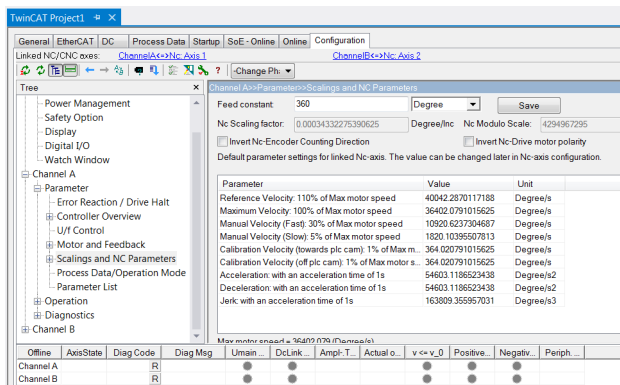 TwinCAT Project1
General EtherCAT DC Process Data Startup SoE - Online Online Configuration
Linked NC/CNC axes: ChannelA<=>Nc: Axis 1 ChannelB<=>Nc: Axis 2
? -Change Ph:
Tree × Channel A>>Parameter>>Scalings and NC Parameters
Power Management
Safety Option
Display
Digital I/O
Watch Window
Channel A
Parameter
Error Reaction / Drive Halt
Controller Overview
U/f Control
Motor and Feedback
Scalings and NC Parameters
Process Data/Operation Mode
Parameter List
Operation
Diagnostics
Channel B
Feed constant: 360 Degree Save
Nc Scaling factor: 0.00034332275390625 Degree/Inc Nc Modulo Scale: 4294967295
Invert Nc-Encoder Counting Direction Invert Nc-Drive motor polarity
Default parameter settings for linked Nc-axis. The value can be changed later in Nc-axis configuration.
Parameter Value Unit
Reference Velocity: 110% of Max motor speed 40042.2870117188 Degree/s
Maximum Velocity: 100% of Max motor speed 36402.0791015625 Degree/s
Manual Velocity (Fast): 30% of Max motor speed 10920.6237304687 Degree/s
Manual Velocity (Slow): 5% of Max motor speed 1820.10395507813 Degree/s
Calibration Velocity (towards plc cam): 1% of Max m... 364.020791015625 Degree/s
Calibration Velocity (off plc cam): 1% of Max motor s... 364.020791015625 Degree/s
Acceleration: with an acceleration time of 1s 54603.1186523438 Degree/s2
Deceleration: with an acceleration time of 1s 54603.1186523438 Degree/s2
Jerk: with an acceleration time of 1s 163809.355957031 Degree/s3
Max motor speed = 36402.079 (Degree/s)
Offline AxisState Diag Code Diag Msg Umain ... DcLink ... Ampl-.T... Actual o... v <= v_0 Positive... Negativ... Periph. ...
Channel A R
Channel B R